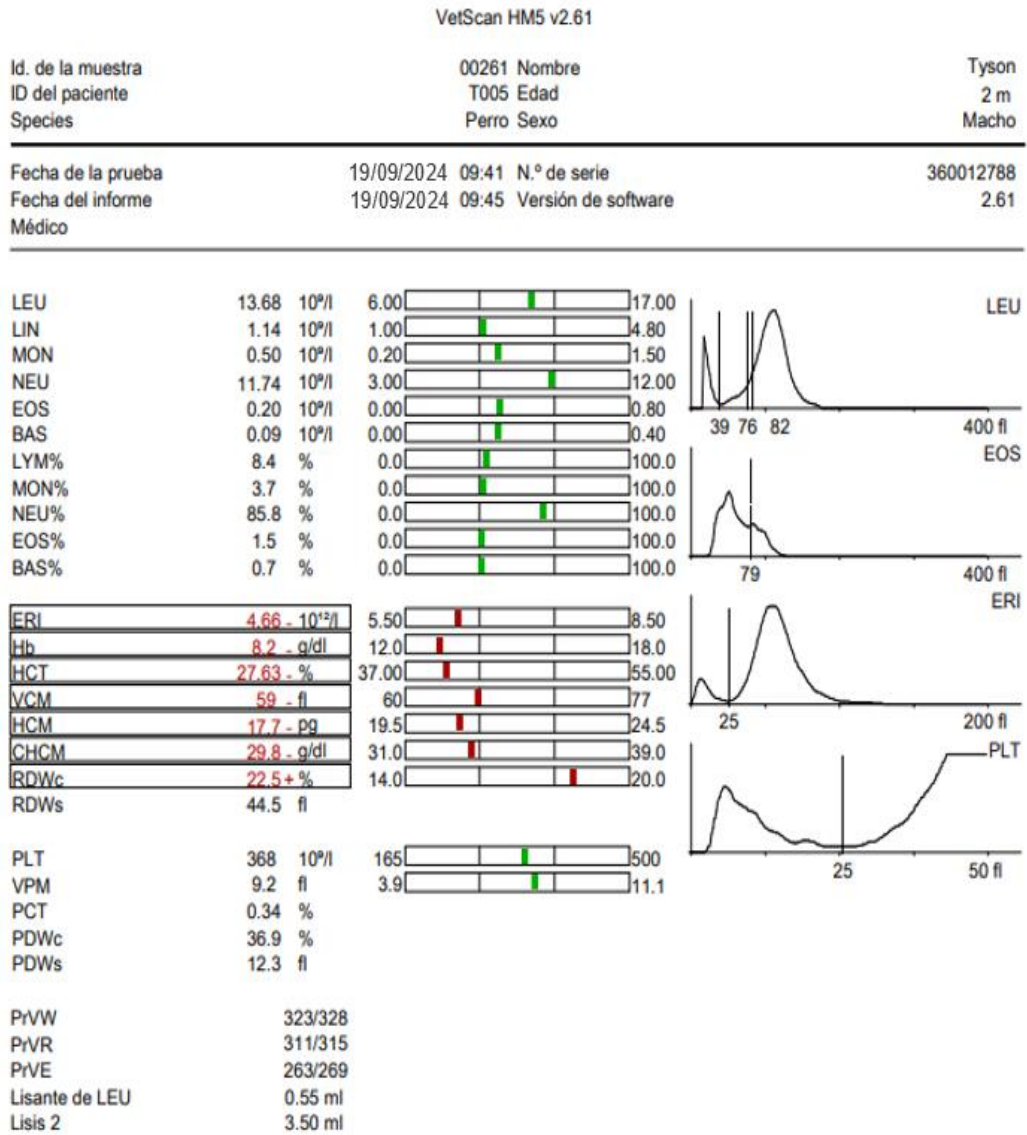 VetScan HM5 v2.61
Id. de la muestra 00261 Nombre Tyson
ID del paciente T005 Edad 2 m
Species Perro Sexo Macho
Fecha de la prueba 19/09/2024 09:41 N.º de serie 360012788
Fecha del informe 19/09/2024 09:45 Versión de software 2.61
Médico
LEU 13.68 10⁹/l 6.00 17.00
LIN 1.14 10⁹/l 1.00 4.80
MON 0.50 10⁹/l 0.20 1.50
NEU 11.74 10⁹/l 3.00 12.00
EOS 0.20 10⁹/l 0.00 0.80
BAS 0.09 10⁹/l 0.00 0.40
LYM% 8.4 % 0.0 100.0
MON% 3.7 % 0.0 100.0
NEU% 85.8 % 0.0 100.0
EOS% 1.5 % 0.0 100.0
BAS% 0.7 % 0.0 100.0
ERI 4.66 - 10¹²/l 5.50 8.50
Hb 8.2 - g/dl 12.0 18.0
HCT 27.63 - % 37.00 55.00
VCM 59 - fl 60 77
HCM 17.7 - pg 19.5 24.5
CHCM 29.8 - g/dl 31.0 39.0
RDWc 22.5 + % 14.0 20.0
RDWs 44.5 fl
PLT 368 10⁹/l 165 500
VPM 9.2 fl 3.9 11.1
PCT 0.34 %
PDWc 36.9 %
PDWs 12.3 fl
PrVW 323/328
PrVR 311/315
PrVE 263/269
Lisante de LEU 0.55 ml
Lisis 2 3.50 ml
LEU
39 76 82 400 fl
EOS
79 400 fl
ERI
25 200 fl
PLT
25 50 fl